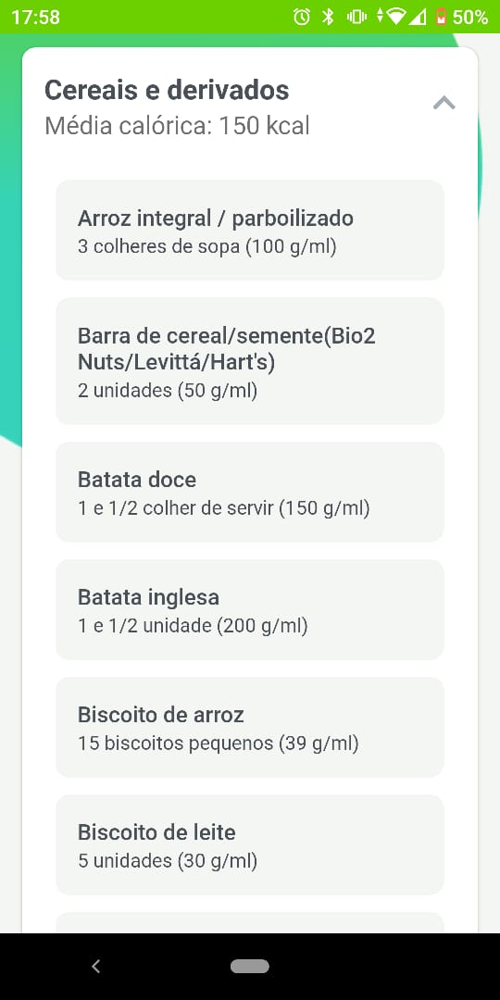 17:58
50%
Cereais e derivados
Média calórica: 150 kcal
Arroz integral / parboilizado
3 colheres de sopa (100 g/ml)
Barra de cereal/semente(Bio2
Nuts/Levittá/Hart's)
2 unidades (50 g/ml)
Batata doce
1 e 1/2 colher de servir (150 g/ml)
Batata inglesa
1 e 1/2 unidade (200 g/ml)
Biscoito de arroz
15 biscoitos pequenos (39 g/ml)
Biscoito de leite
5 unidades (30 g/ml)